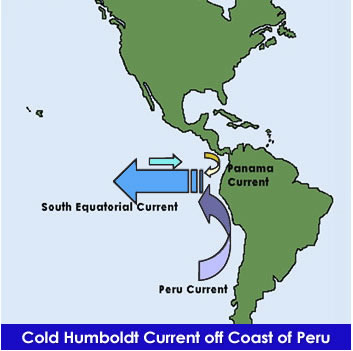 Panama
Current
South Equatorial Current
Peru Current
Cold Humboldt Current off Coast of Peru